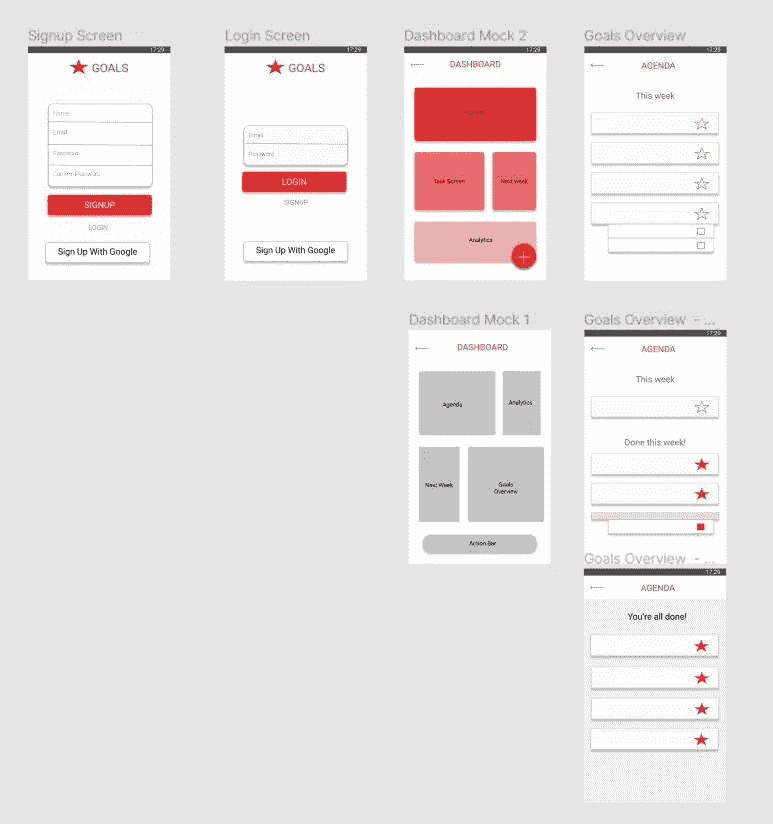 Signup Screen
17:29
GOALS
Name
Email
Password
Confirm Password
SIGNUP
LOGIN
Sign Up With Google
Login Screen
17:29
GOALS
Email
Password
LOGIN
SIGNUP
Sign Up With Google
Dashboard Mock 2
17:29
DASHBOARD
Agenda
Task Screen
Next week
Analytics
Goals Overview
17:29
AGENDA
This week
Dashboard Mock 1
DASHBOARD
Agenda
Analytics
Next Week
Goals
Overview
Action Bar
Goals Overview - ...
17:29
AGENDA
This week
Done this week!
Goals Overview - ...
17:29
AGENDA
You're all done!